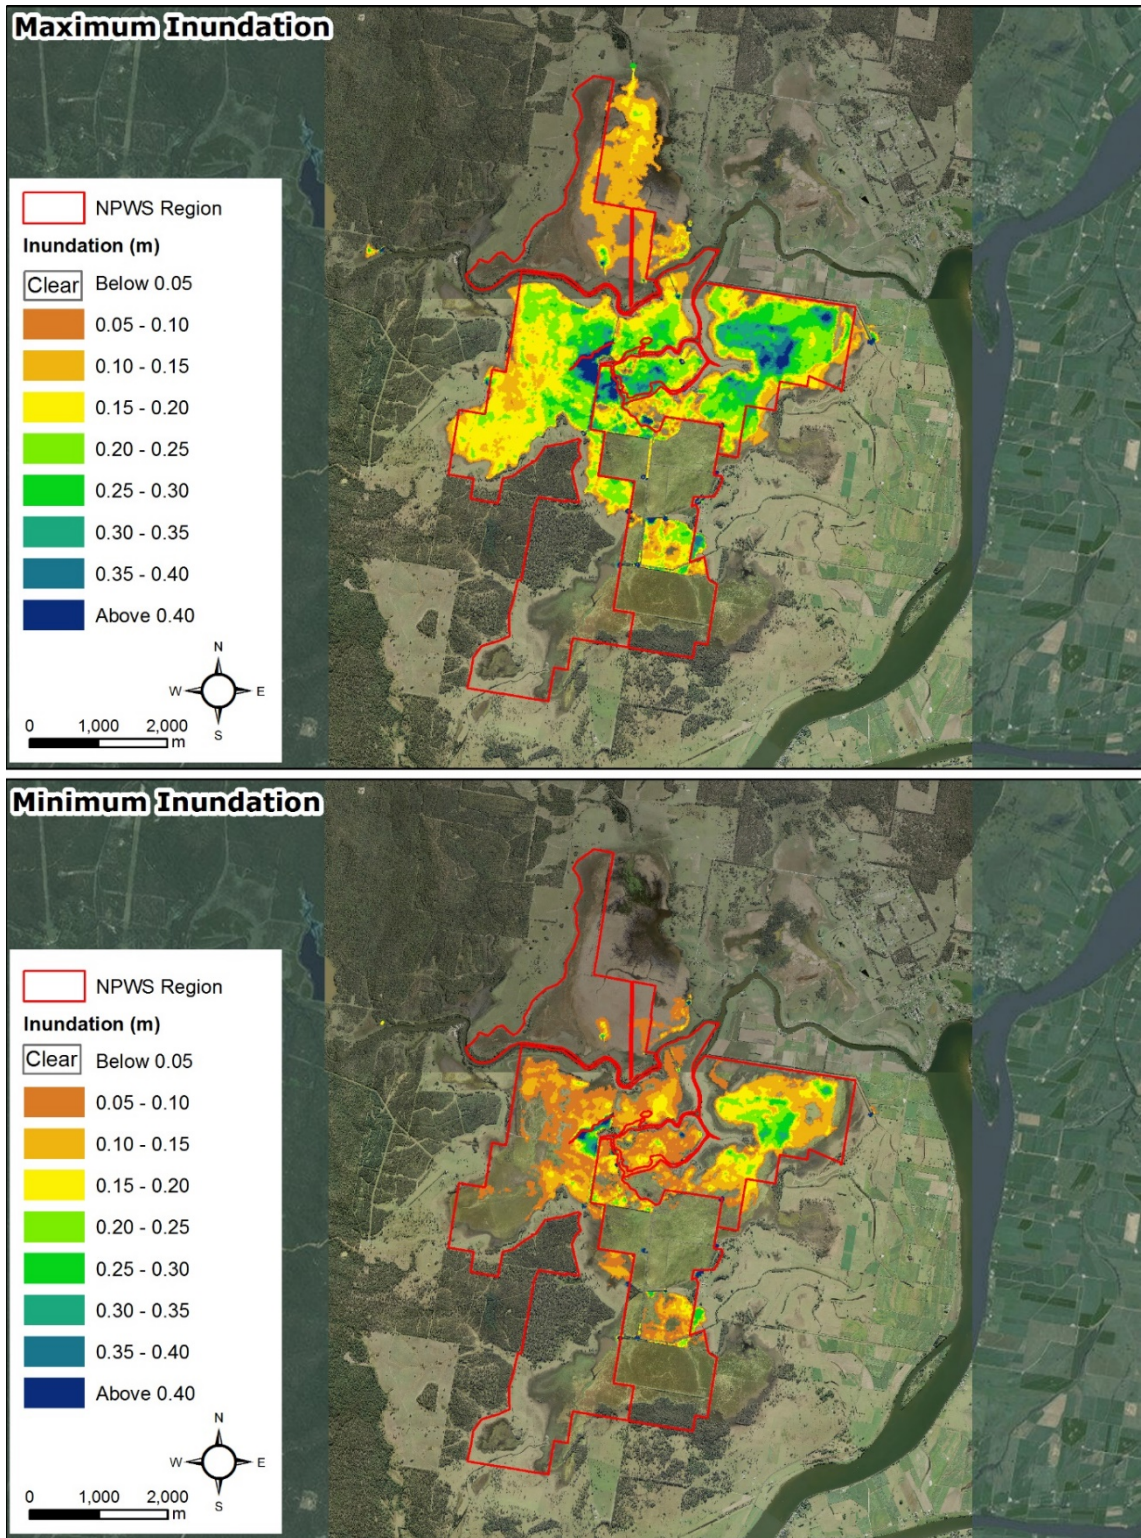 Maximum Inundation
NPWS Region
Inundation (m)
Clear Below 0.05
0.05 - 0.10
0.10 - 0.15
0.15 - 0.20
0.20 - 0.25
0.25 - 0.30
0.30 - 0.35
0.35 - 0.40
Above 0.40
N
W E
S
0 1,000 2,000
m
Minimum Inundation
NPWS Region
Inundation (m)
Clear Below 0.05
0.05 - 0.10
0.10 - 0.15
0.15 - 0.20
0.20 - 0.25
0.25 - 0.30
0.30 - 0.35
0.35 - 0.40
Above 0.40
N
W E
S
0 1,000 2,000
m